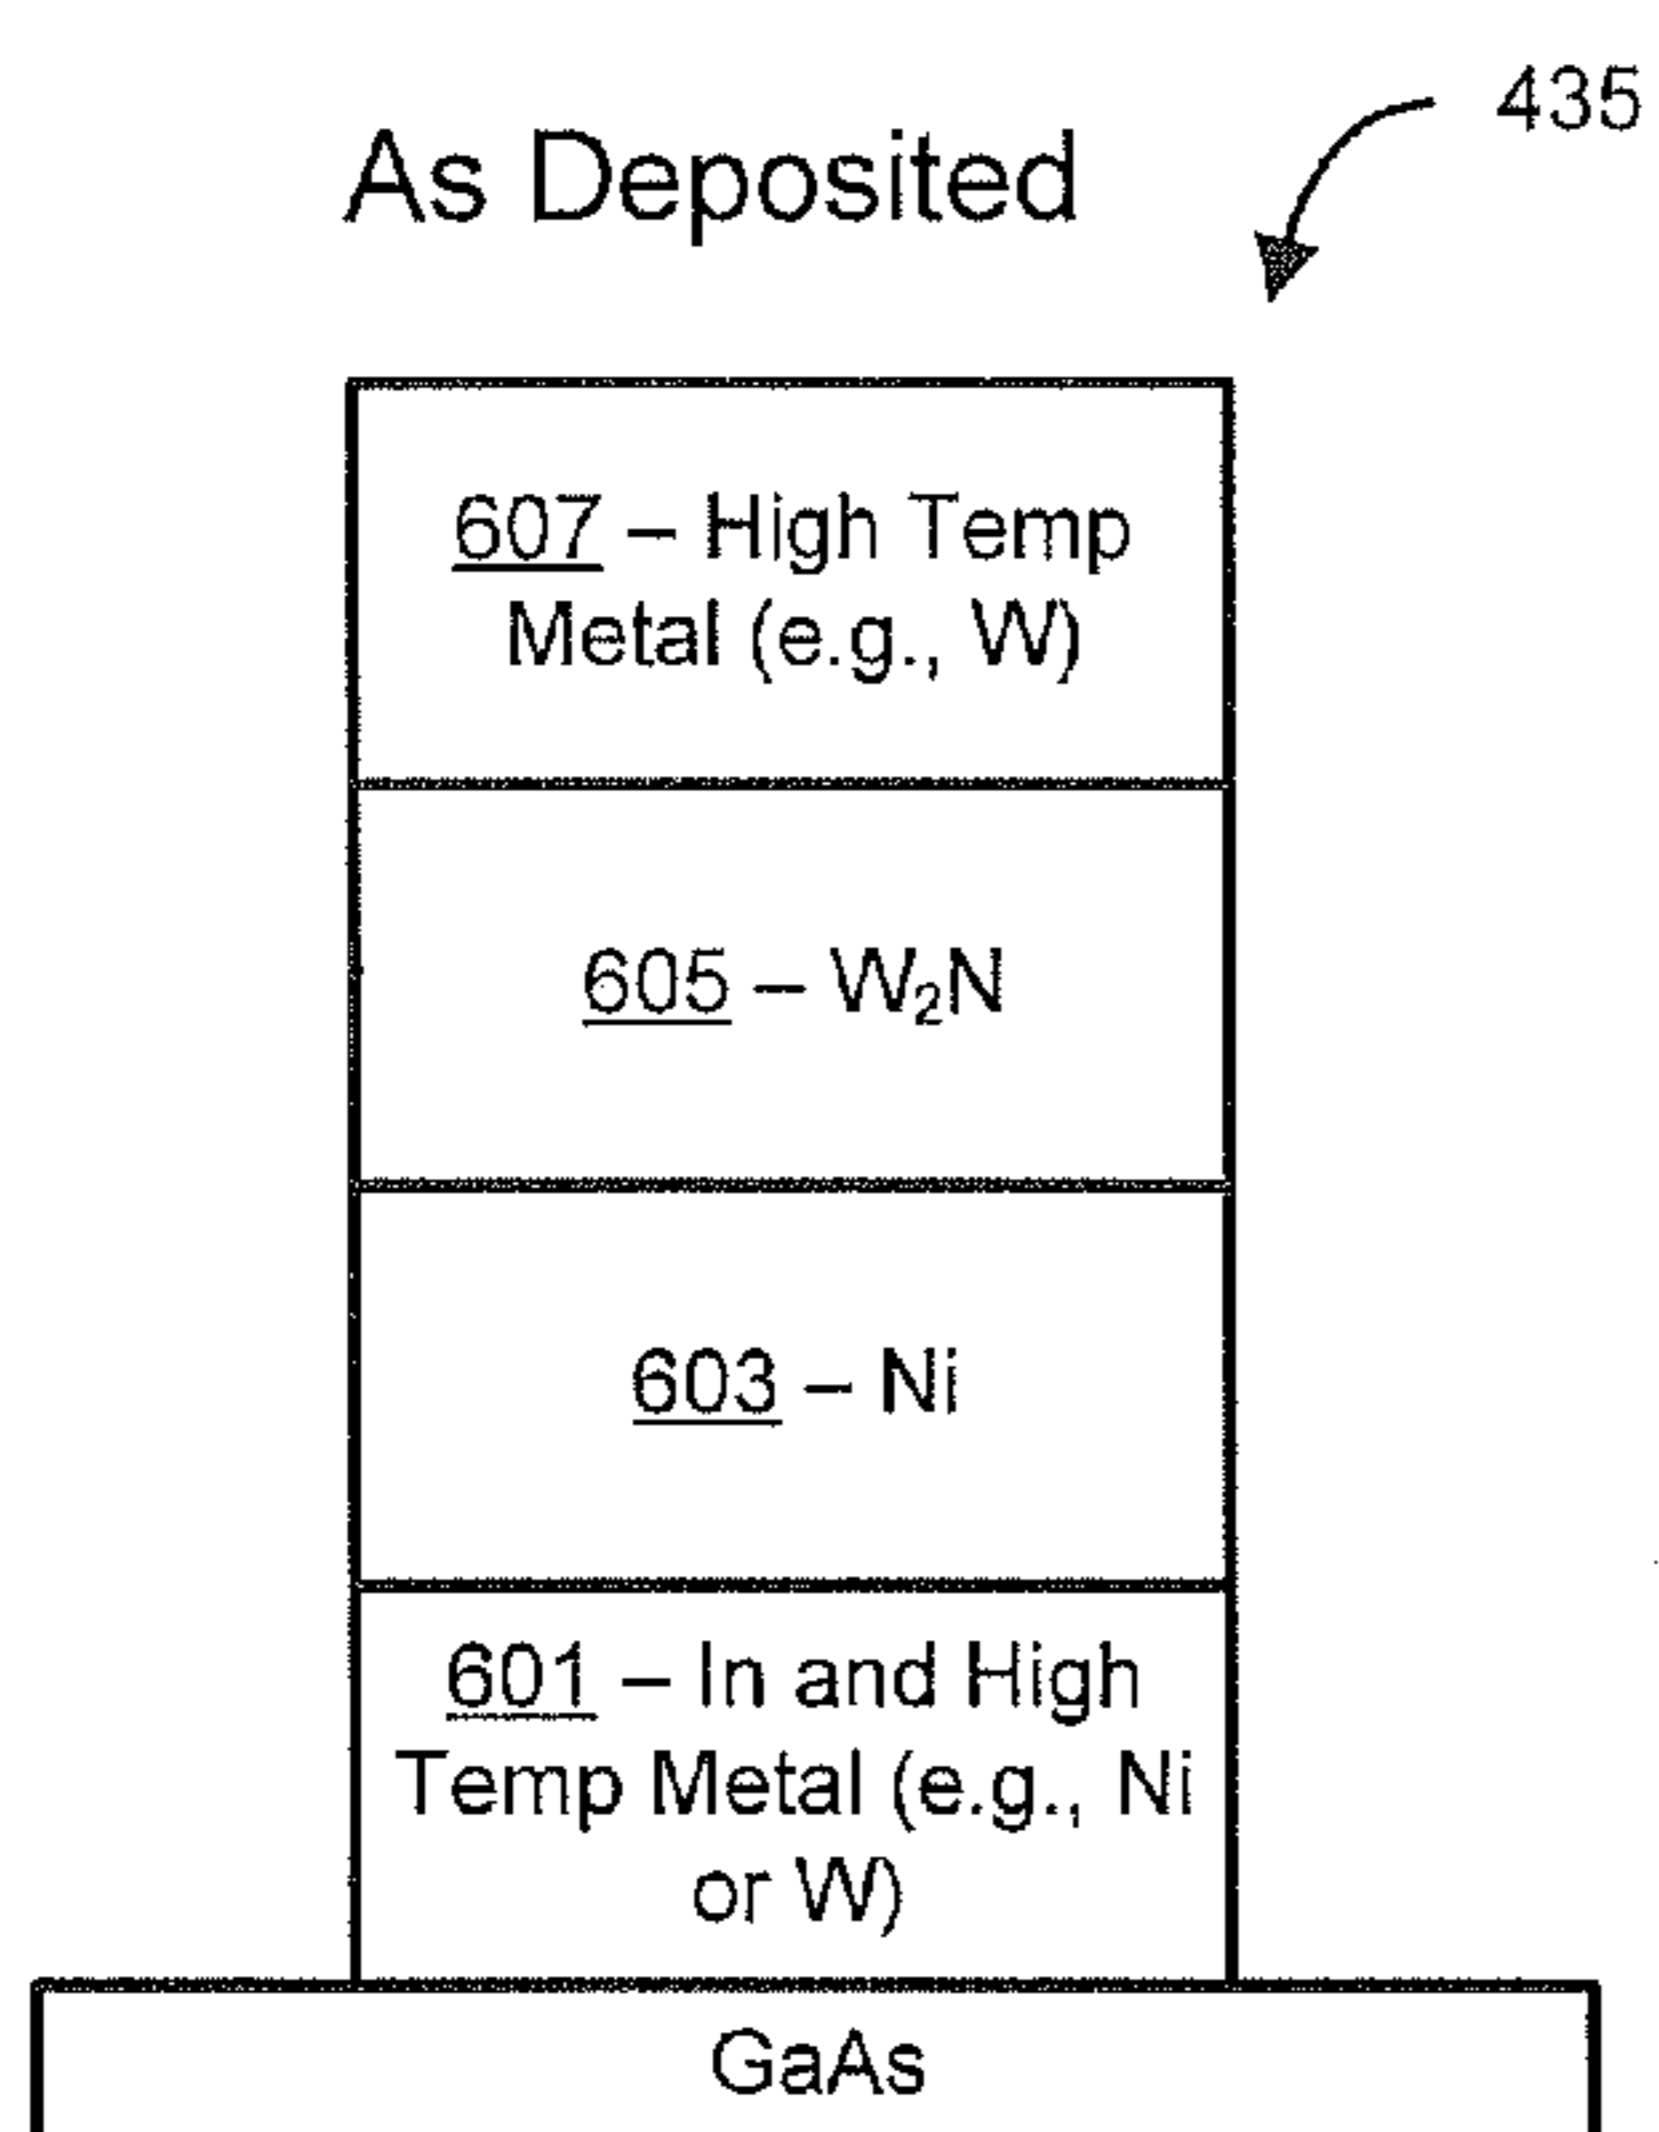 435
As Deposited
607 – High Temp
Metal (e.g., W)
605 – W₂N
603 – Ni
601 – In and High
Temp Metal (e.g., Ni
or W)
GaAs